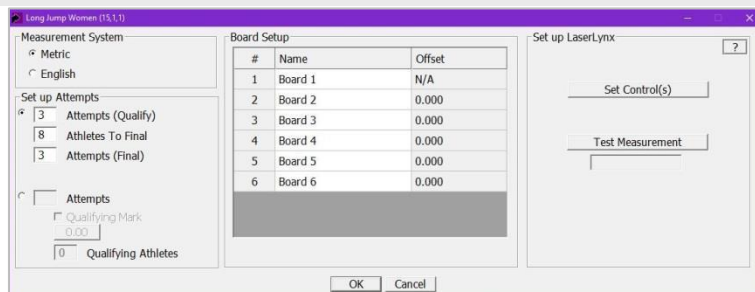 Long Jump Women (15,1,1)
Measurement System
Metric
English
Set up Attempts
3 Attempts (Qualify)
8 Athletes To Final
3 Attempts (Final)
Attempts
Qualifying Mark
0.00
0 Qualifying Athletes
Board Setup
# Name Offset
1 Board 1 N/A
2 Board 2 0.000
3 Board 3 0.000
4 Board 4 0.000
5 Board 5 0.000
6 Board 6 0.000
Set up LaserLynx
?
Set Control(s)
Test Measurement
OK Cancel